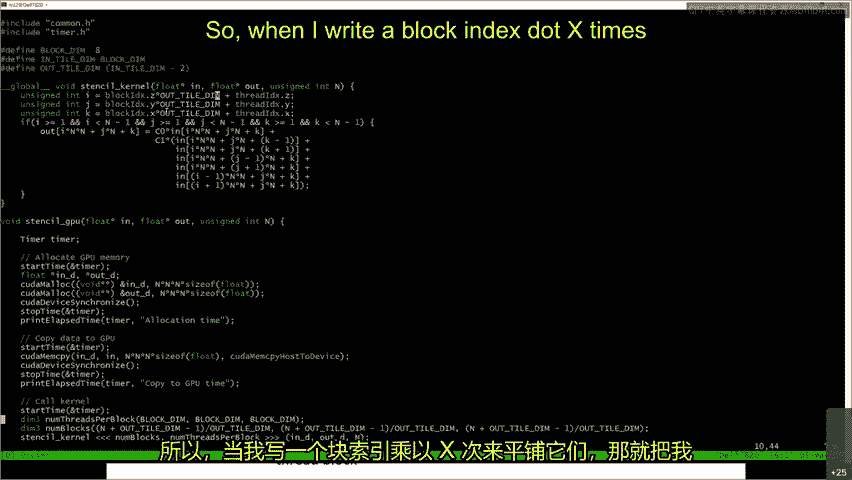 So, when I write a block index dot X times
#include "common.h"
#include "timer.h"
#define BLOCK_DIM 8
#define IN_TILE_DIM BLOCK_DIM
#define OUT_TILE_DIM (IN_TILE_DIM - 2)
__global__ void stencil_kernel(float* in, float* out, unsigned int N) {
unsigned int i = blockIdx.z*OUT_TILE_DIM + threadIdx.z;
unsigned int j = blockIdx.y*OUT_TILE_DIM + threadIdx.y;
unsigned int k = blockIdx.x*OUT_TILE_DIM + threadIdx.x;
if(i >= 1 && i < N - 1 && j >= 1 && j < N - 1 && k >= 1 && k < N - 1) {
out[i*N*N + j*N + k] = C0*in[i*N*N + j*N + k] +
C1*(in[i*N*N + j*N + (k - 1)] +
in[i*N*N + j*N + (k + 1)] +
in[i*N*N + (j - 1)*N + k] +
in[i*N*N + (j + 1)*N + k] +
in[(i - 1)*N*N + j*N + k] +
in[(i + 1)*N*N + j*N + k]);
}
}
void stencil_gpu(float* in, float* out, unsigned int N) {
Timer timer;
// Allocate GPU memory
startTime(&timer);
float *in_d, *out_d;
cudaMalloc((void**) &in_d, N*N*N*sizeof(float));
cudaMalloc((void**) &out_d, N*N*N*sizeof(float));
cudaDeviceSynchronize();
stopTime(&timer);
printElapsedTime(timer, "Allocation time");
// Copy data to GPU
startTime(&timer);
cudaMemcpy(in_d, in, N*N*N*sizeof(float), cudaMemcpyHostToDevice);
cudaDeviceSynchronize();
stopTime(&timer);
printElapsedTime(timer, "Copy to GPU time");
// Call kernel
startTime(&timer);
dim3 numThreadsPerBlock(BLOCK_DIM, BLOCK_DIM, BLOCK_DIM);
dim3 numBlocks((N + OUT_TILE_DIM - 1)/OUT_TILE_DIM, (N + OUT_TILE_DIM - 1)/OUT_TILE_DIM, (N + OUT_TILE_DIM - 1)/OUT_TILE_DIM);
stencil_kernel <<< numBlocks, numThreadsPerBlock >>> (in_d, out_d, N);
10,44
所以，当我写一个块索引乘以 X 次来平铺它们，那就把我
thread block
+25